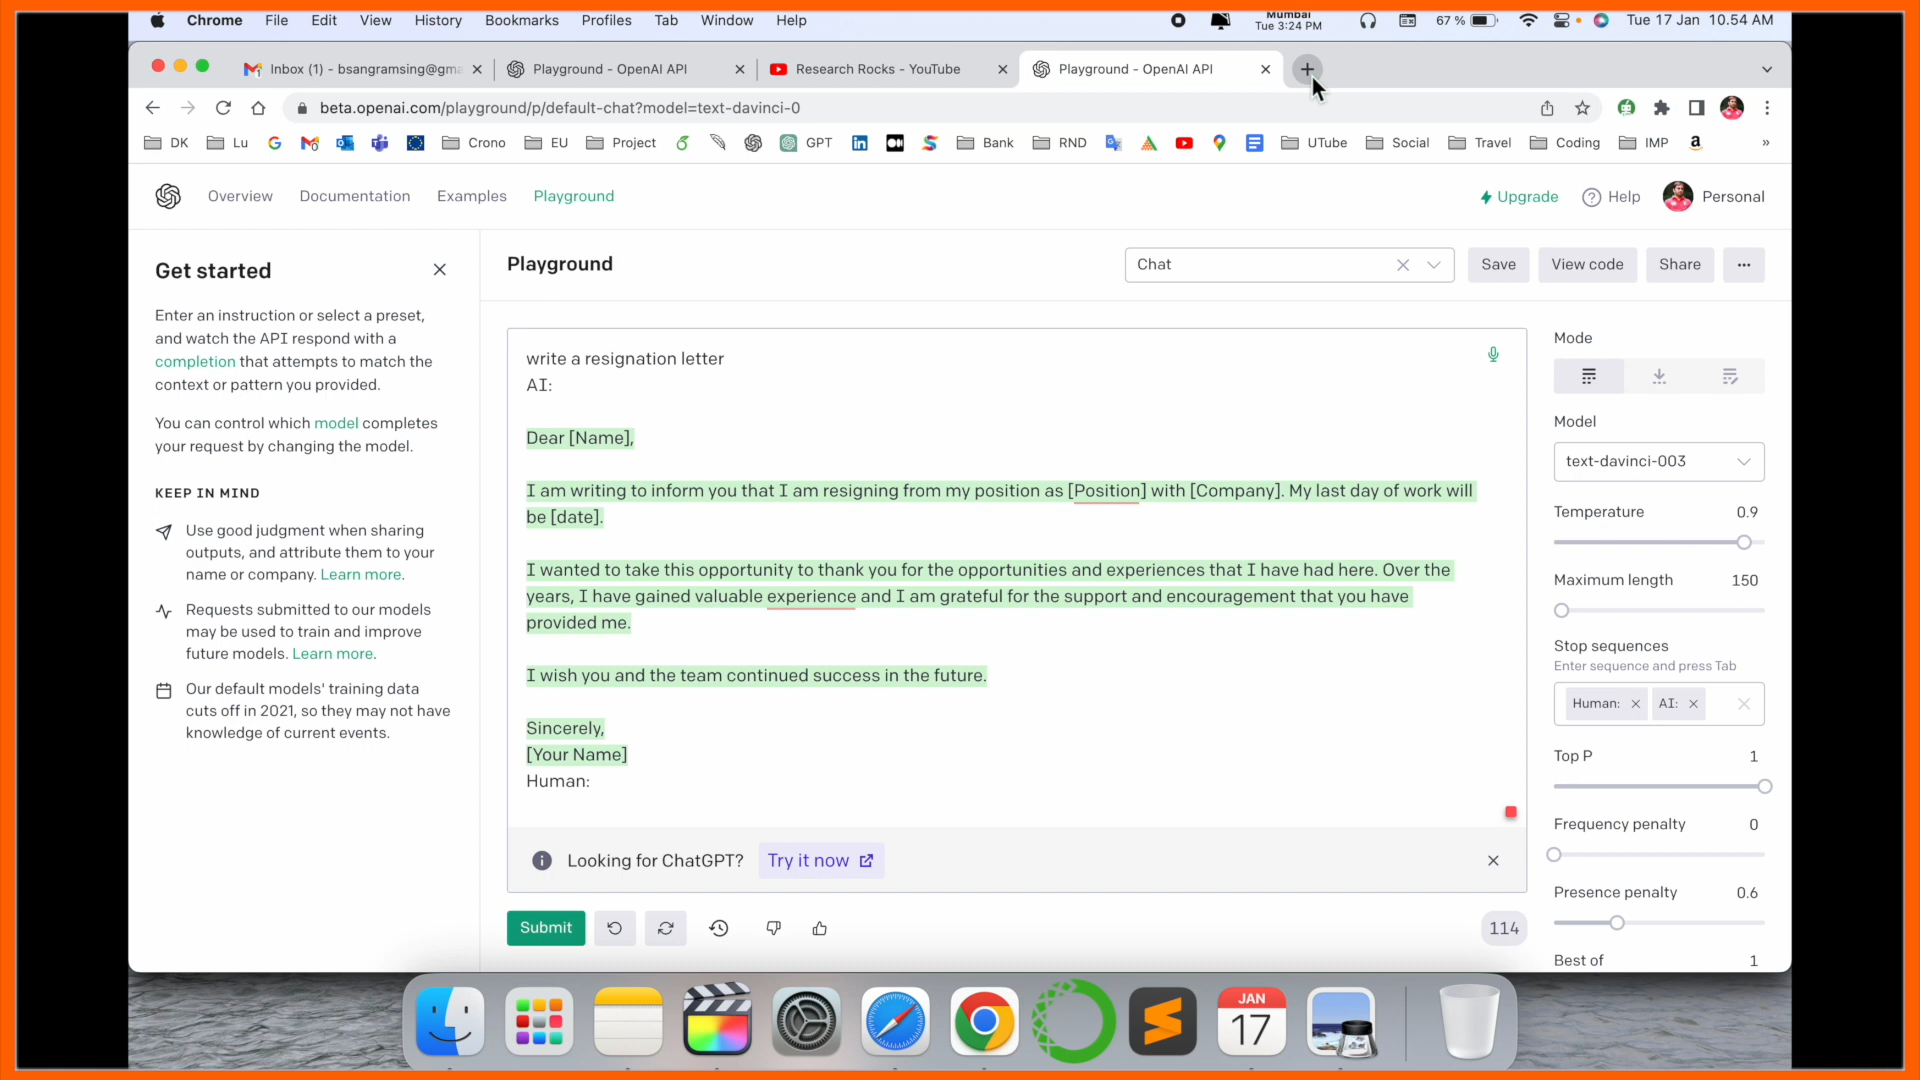 Chrome File Edit View History Bookmarks Profiles Tab Window Help
Mumbai
Tue 3:24 PM
67 %
Tue 17 Jan 10.54 AM
Inbox (1) - bsangramsing@gma
Playground - OpenAI API
Research Rocks - YouTube
Playground - OpenAI API
beta.openai.com/playground/p/default-chat?model=text-davinci-0
DK Lu Crono EU Project GPT Bank RND UTube Social Travel Coding IMP »
Overview Documentation Examples Playground
Upgrade Help Personal
Get started
Enter an instruction or select a preset,
and watch the API respond with a
completion that attempts to match the
context or pattern you provided.
You can control which model completes
your request by changing the model.
KEEP IN MIND
Use good judgment when sharing
outputs, and attribute them to your
name or company. Learn more.
Requests submitted to our models
may be used to train and improve
future models. Learn more.
Our default models' training data
cuts off in 2021, so they may not have
knowledge of current events.
Playground
Chat
Save View code Share ...
write a resignation letter
AI:
Dear [Name],
I am writing to inform you that I am resigning from my position as [Position] with [Company]. My last day of work will
be [date].
I wanted to take this opportunity to thank you for the opportunities and experiences that I have had here. Over the
years, I have gained valuable experience and I am grateful for the support and encouragement that you have
provided me.
I wish you and the team continued success in the future.
Sincerely,
[Your Name]
Human:
Looking for ChatGPT? Try it now
Submit
114
Mode
Model
text-davinci-003
Temperature 0.9
Maximum length 150
Stop sequences
Enter sequence and press Tab
Human: AI:
Top P 1
Frequency penalty 0
Presence penalty 0.6
Best of 1
JAN
17